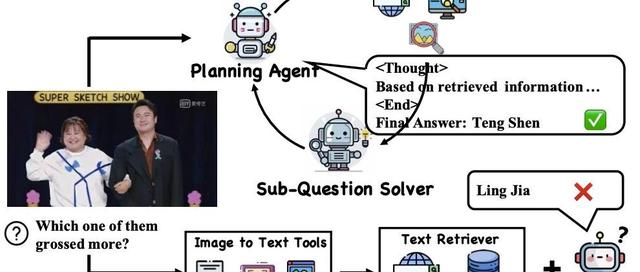 Planning Agent
<Thought>
Based on retrieved information ...
<End>
Final Answer: Teng Shen
SUPER SKETCH SHOW
Sub-Question Solver
Ling Jia
?
? Which one of them
grossed more?
Image to Text Tools
Text Retriever
+